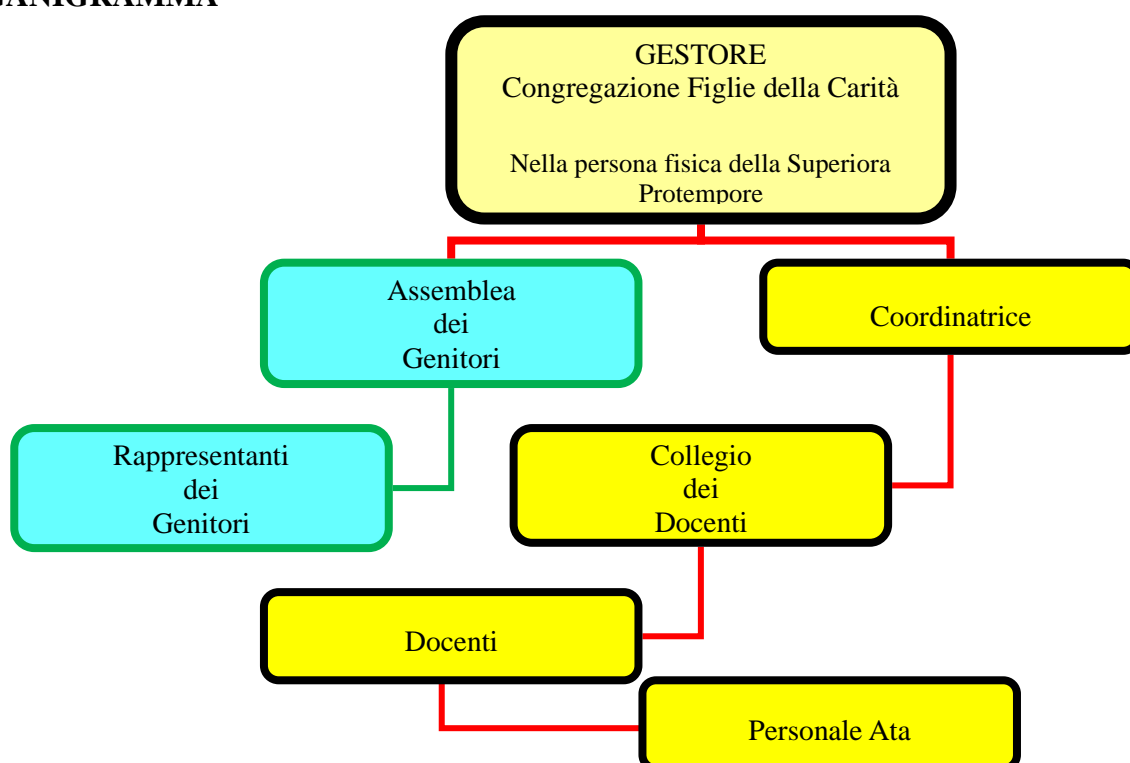 GANIGRAMMA
GESTORE
Congregazione Figlie della Carità
Nella persona fisica della Superiora
Protempore
Assemblea
dei
Genitori
Coordinatrice
Rappresentanti
dei
Genitori
Collegio
dei
Docenti
Docenti
Personale Ata